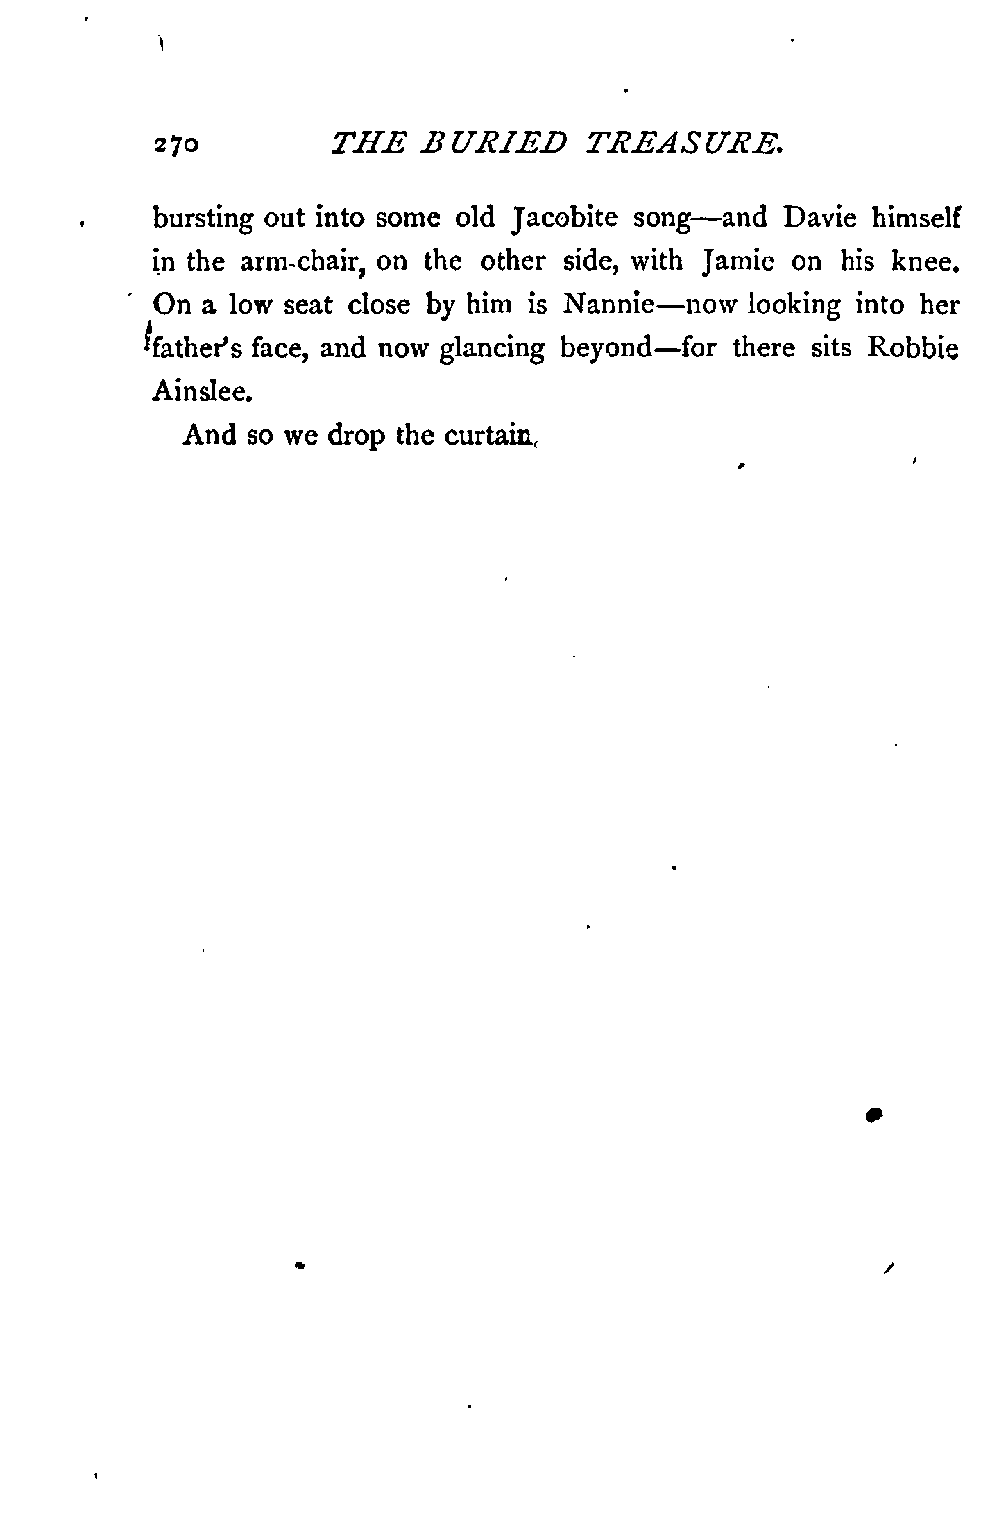 270 THE BURIED TREASURE.
bursting out into some old Jacobite song—and Davie himself
in the arm-chair, on the other side, with Jamie on his knee.
On a low seat close by him is Nannie—now looking into her
father's face, and now glancing beyond—for there sits Robbie
Ainslee.
And so we drop the curtain.